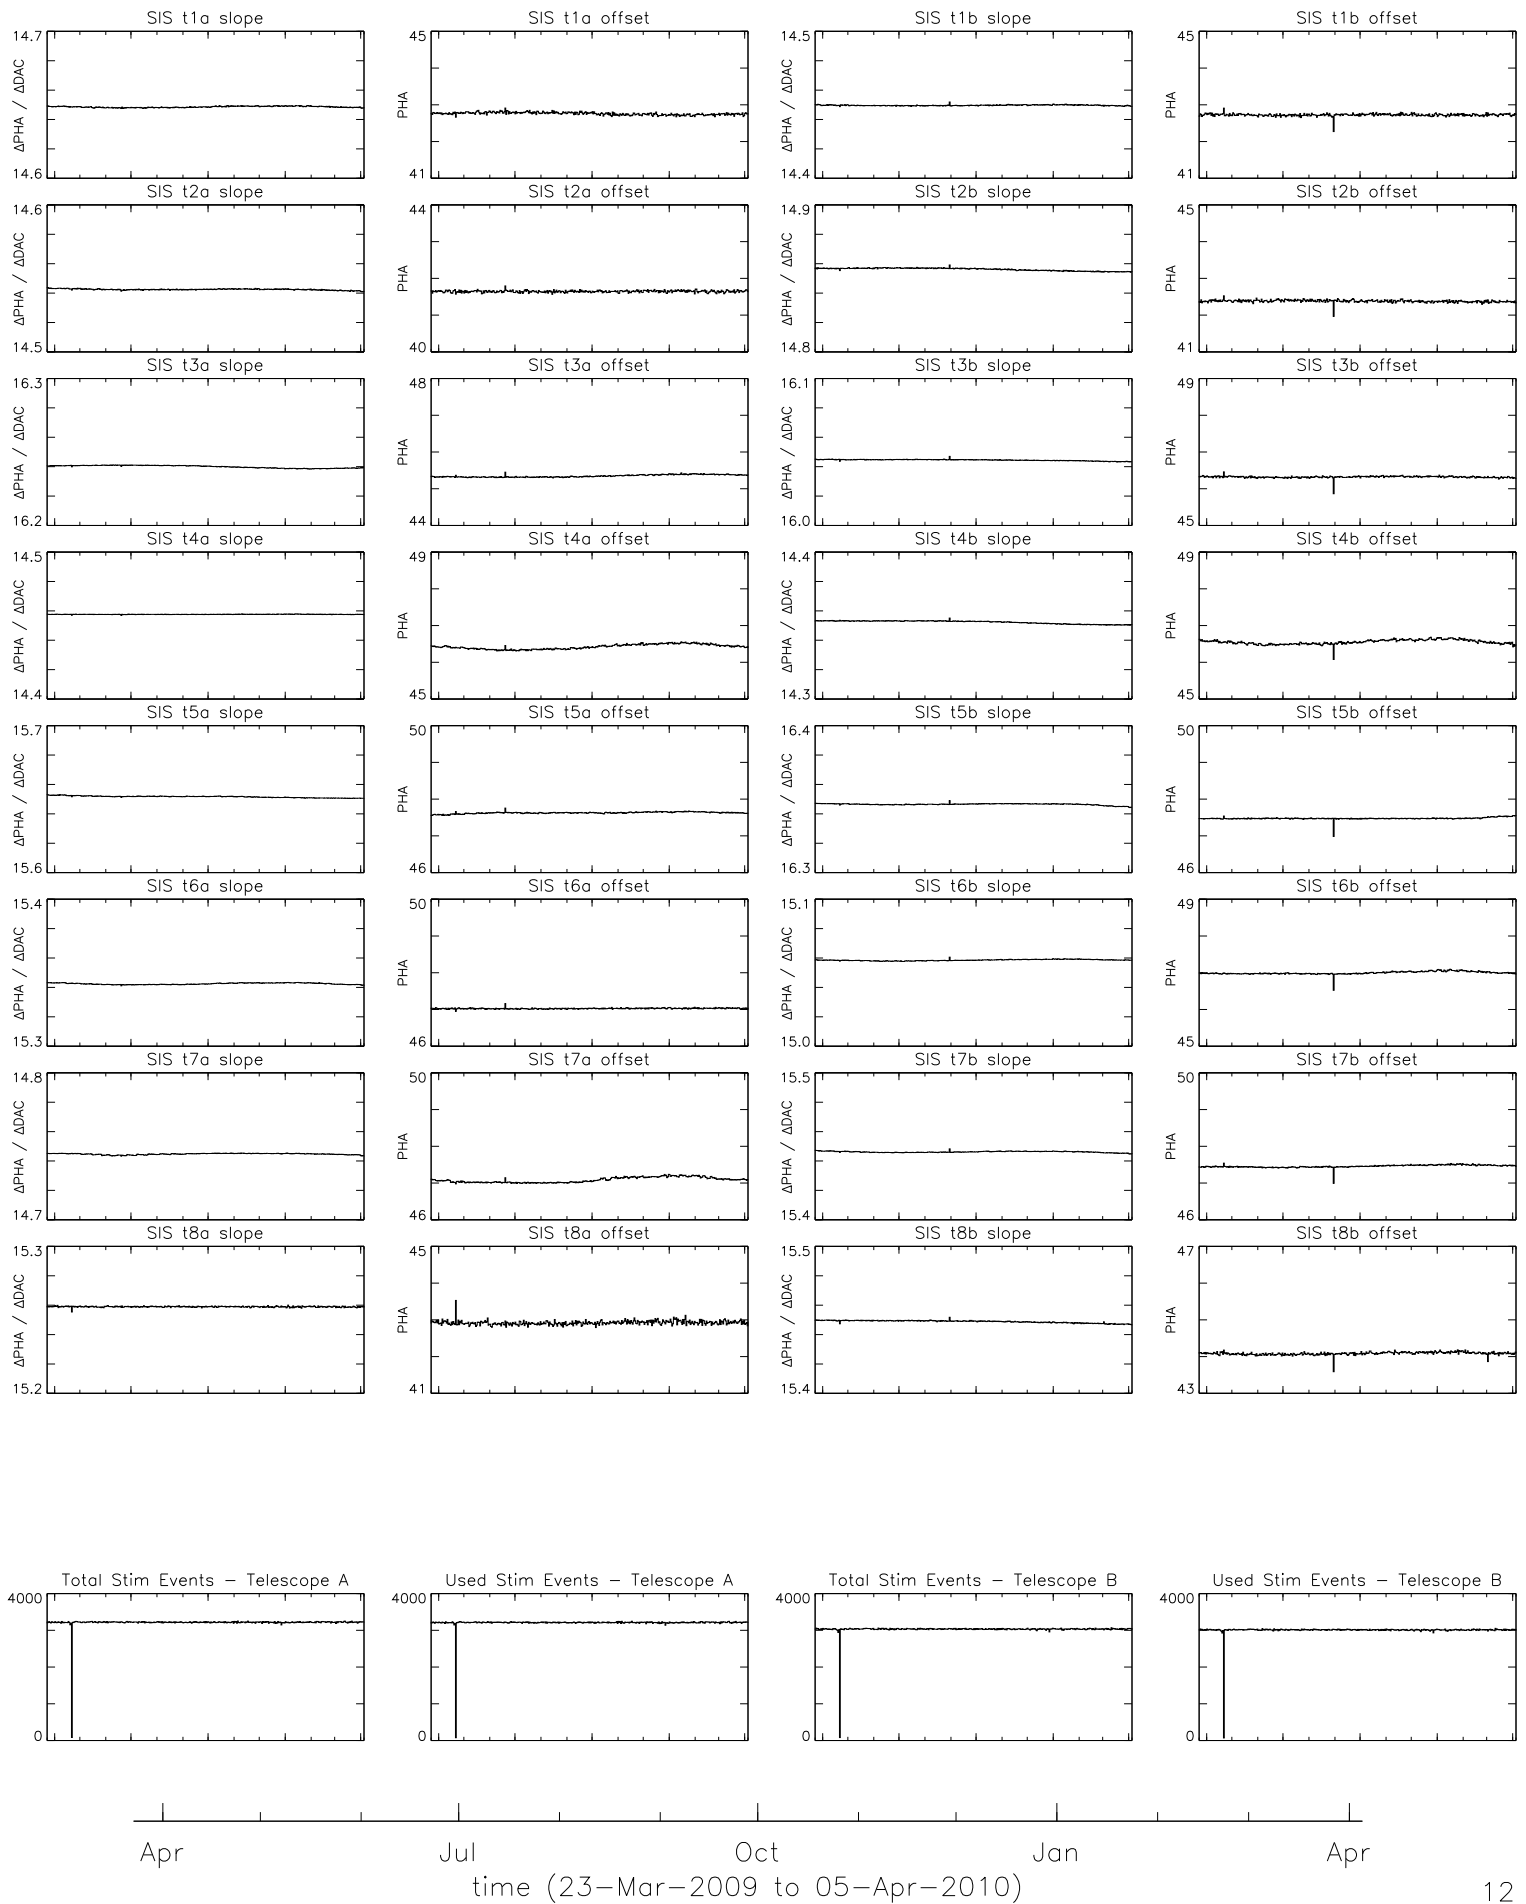 SIS t1a slope
SIS t1a offset
SIS t1b slope
SIS t1b offset
14.7
14.6
ΔPHA / ΔDAC
45
41
PHA
14.5
14.4
ΔPHA / ΔDAC
45
41
PHA
SIS t2a slope
SIS t2a offset
SIS t2b slope
SIS t2b offset
14.6
14.5
ΔPHA / ΔDAC
44
40
PHA
14.9
14.8
ΔPHA / ΔDAC
45
41
PHA
SIS t3a slope
SIS t3a offset
SIS t3b slope
SIS t3b offset
16.3
16.2
ΔPHA / ΔDAC
48
44
PHA
16.1
16.0
ΔPHA / ΔDAC
49
45
PHA
SIS t4a slope
SIS t4a offset
SIS t4b slope
SIS t4b offset
14.5
14.4
ΔPHA / ΔDAC
49
45
PHA
14.4
14.3
ΔPHA / ΔDAC
49
45
PHA
SIS t5a slope
SIS t5a offset
SIS t5b slope
SIS t5b offset
15.7
15.6
ΔPHA / ΔDAC
50
46
PHA
16.4
16.3
ΔPHA / ΔDAC
50
46
PHA
SIS t6a slope
SIS t6a offset
SIS t6b slope
SIS t6b offset
15.4
15.3
ΔPHA / ΔDAC
50
46
PHA
15.1
15.0
ΔPHA / ΔDAC
49
45
PHA
SIS t7a slope
SIS t7a offset
SIS t7b slope
SIS t7b offset
14.8
14.7
ΔPHA / ΔDAC
50
46
PHA
15.5
15.4
ΔPHA / ΔDAC
50
46
PHA
SIS t8a slope
SIS t8a offset
SIS t8b slope
SIS t8b offset
15.3
15.2
ΔPHA / ΔDAC
45
41
PHA
15.5
15.4
ΔPHA / ΔDAC
47
43
PHA
Total Stim Events − Telescope A
Used Stim Events − Telescope A
Total Stim Events − Telescope B
Used Stim Events − Telescope B
4000
0
4000
0
4000
0
4000
0
Apr Jul Oct Jan Apr
time (23−Mar−2009 to 05−Apr−2010)
12